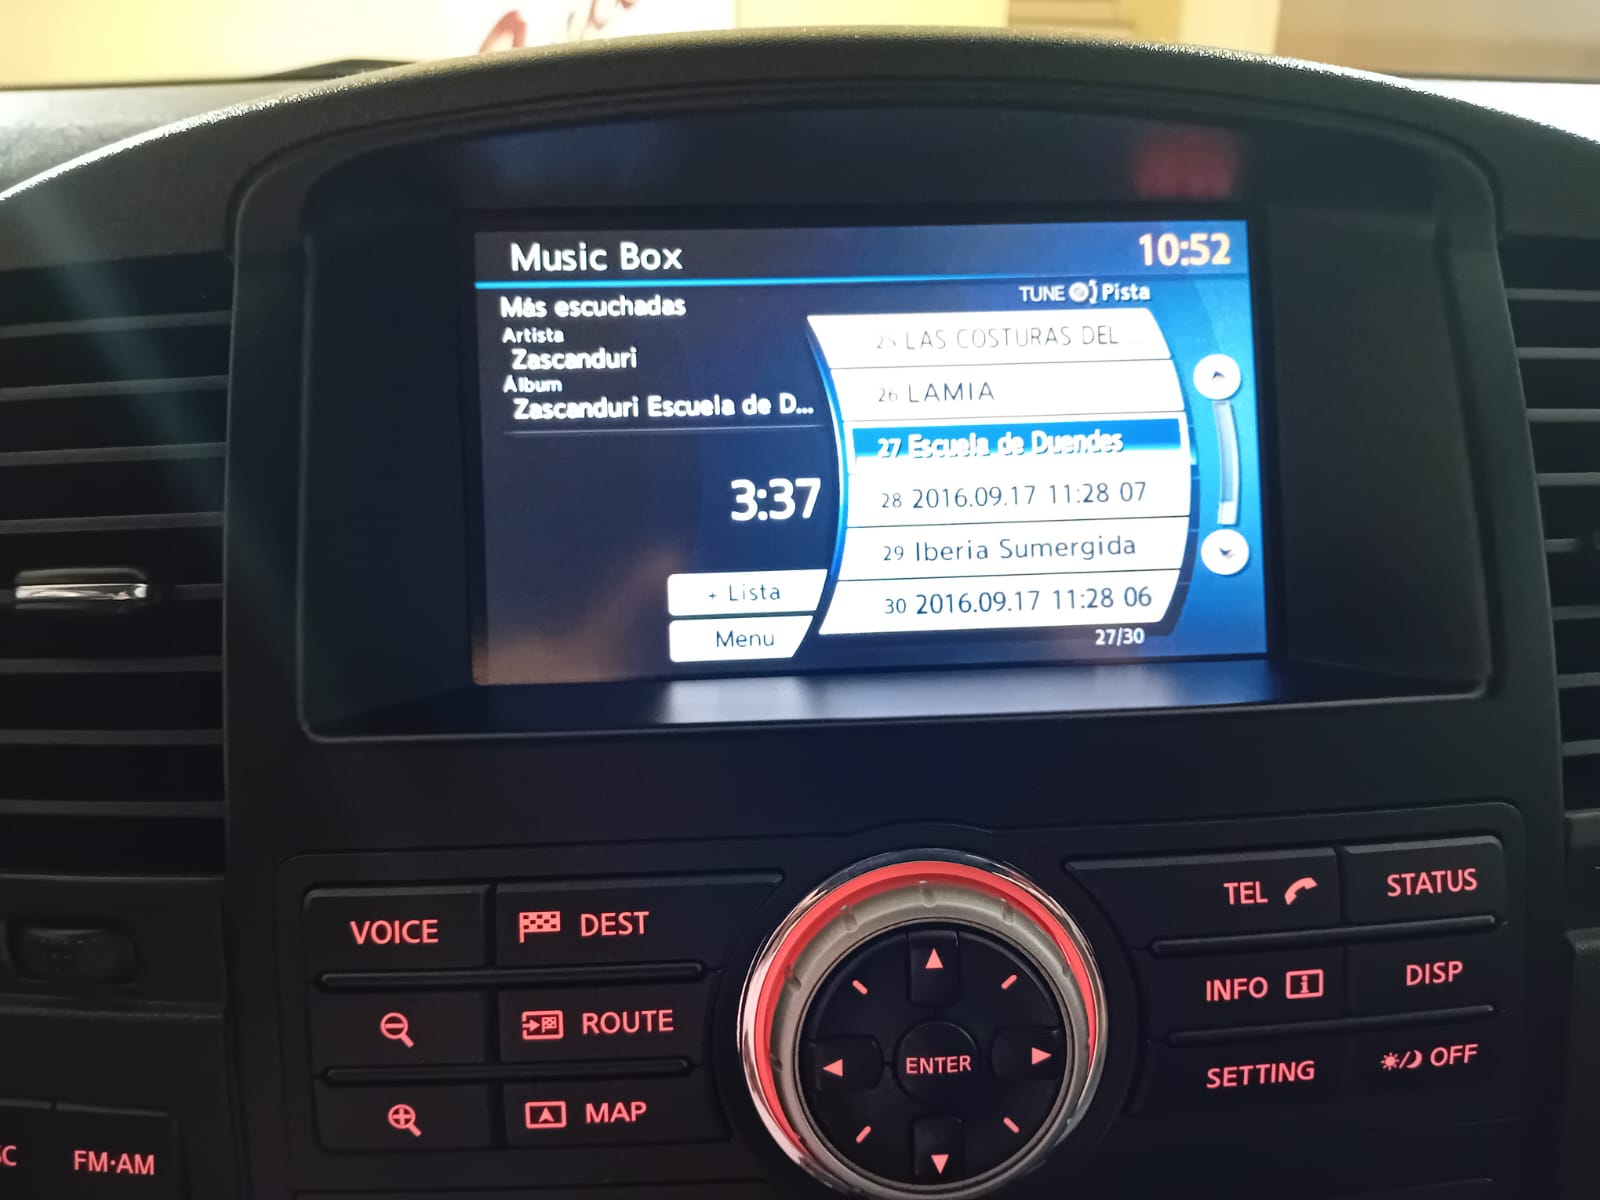 Music Box
10:52
Más escuchadas
TUNE Pista
Artista
Zascanduri
Álbum
Zascanduri Escuela de D...
25 LAS COSTURAS DEL ...
26 LAMIA
27 Escuela de Duendes
3:37
28 2016.09.17 11:28 07
29 Iberia Sumergida
+ Lista
30 2016.09.17 11:28 06
Menu
27/30
VOICE
DEST
TEL
STATUS
ROUTE
INFO i
DISP
ENTER
MAP
SETTING
OFF
FM·AM